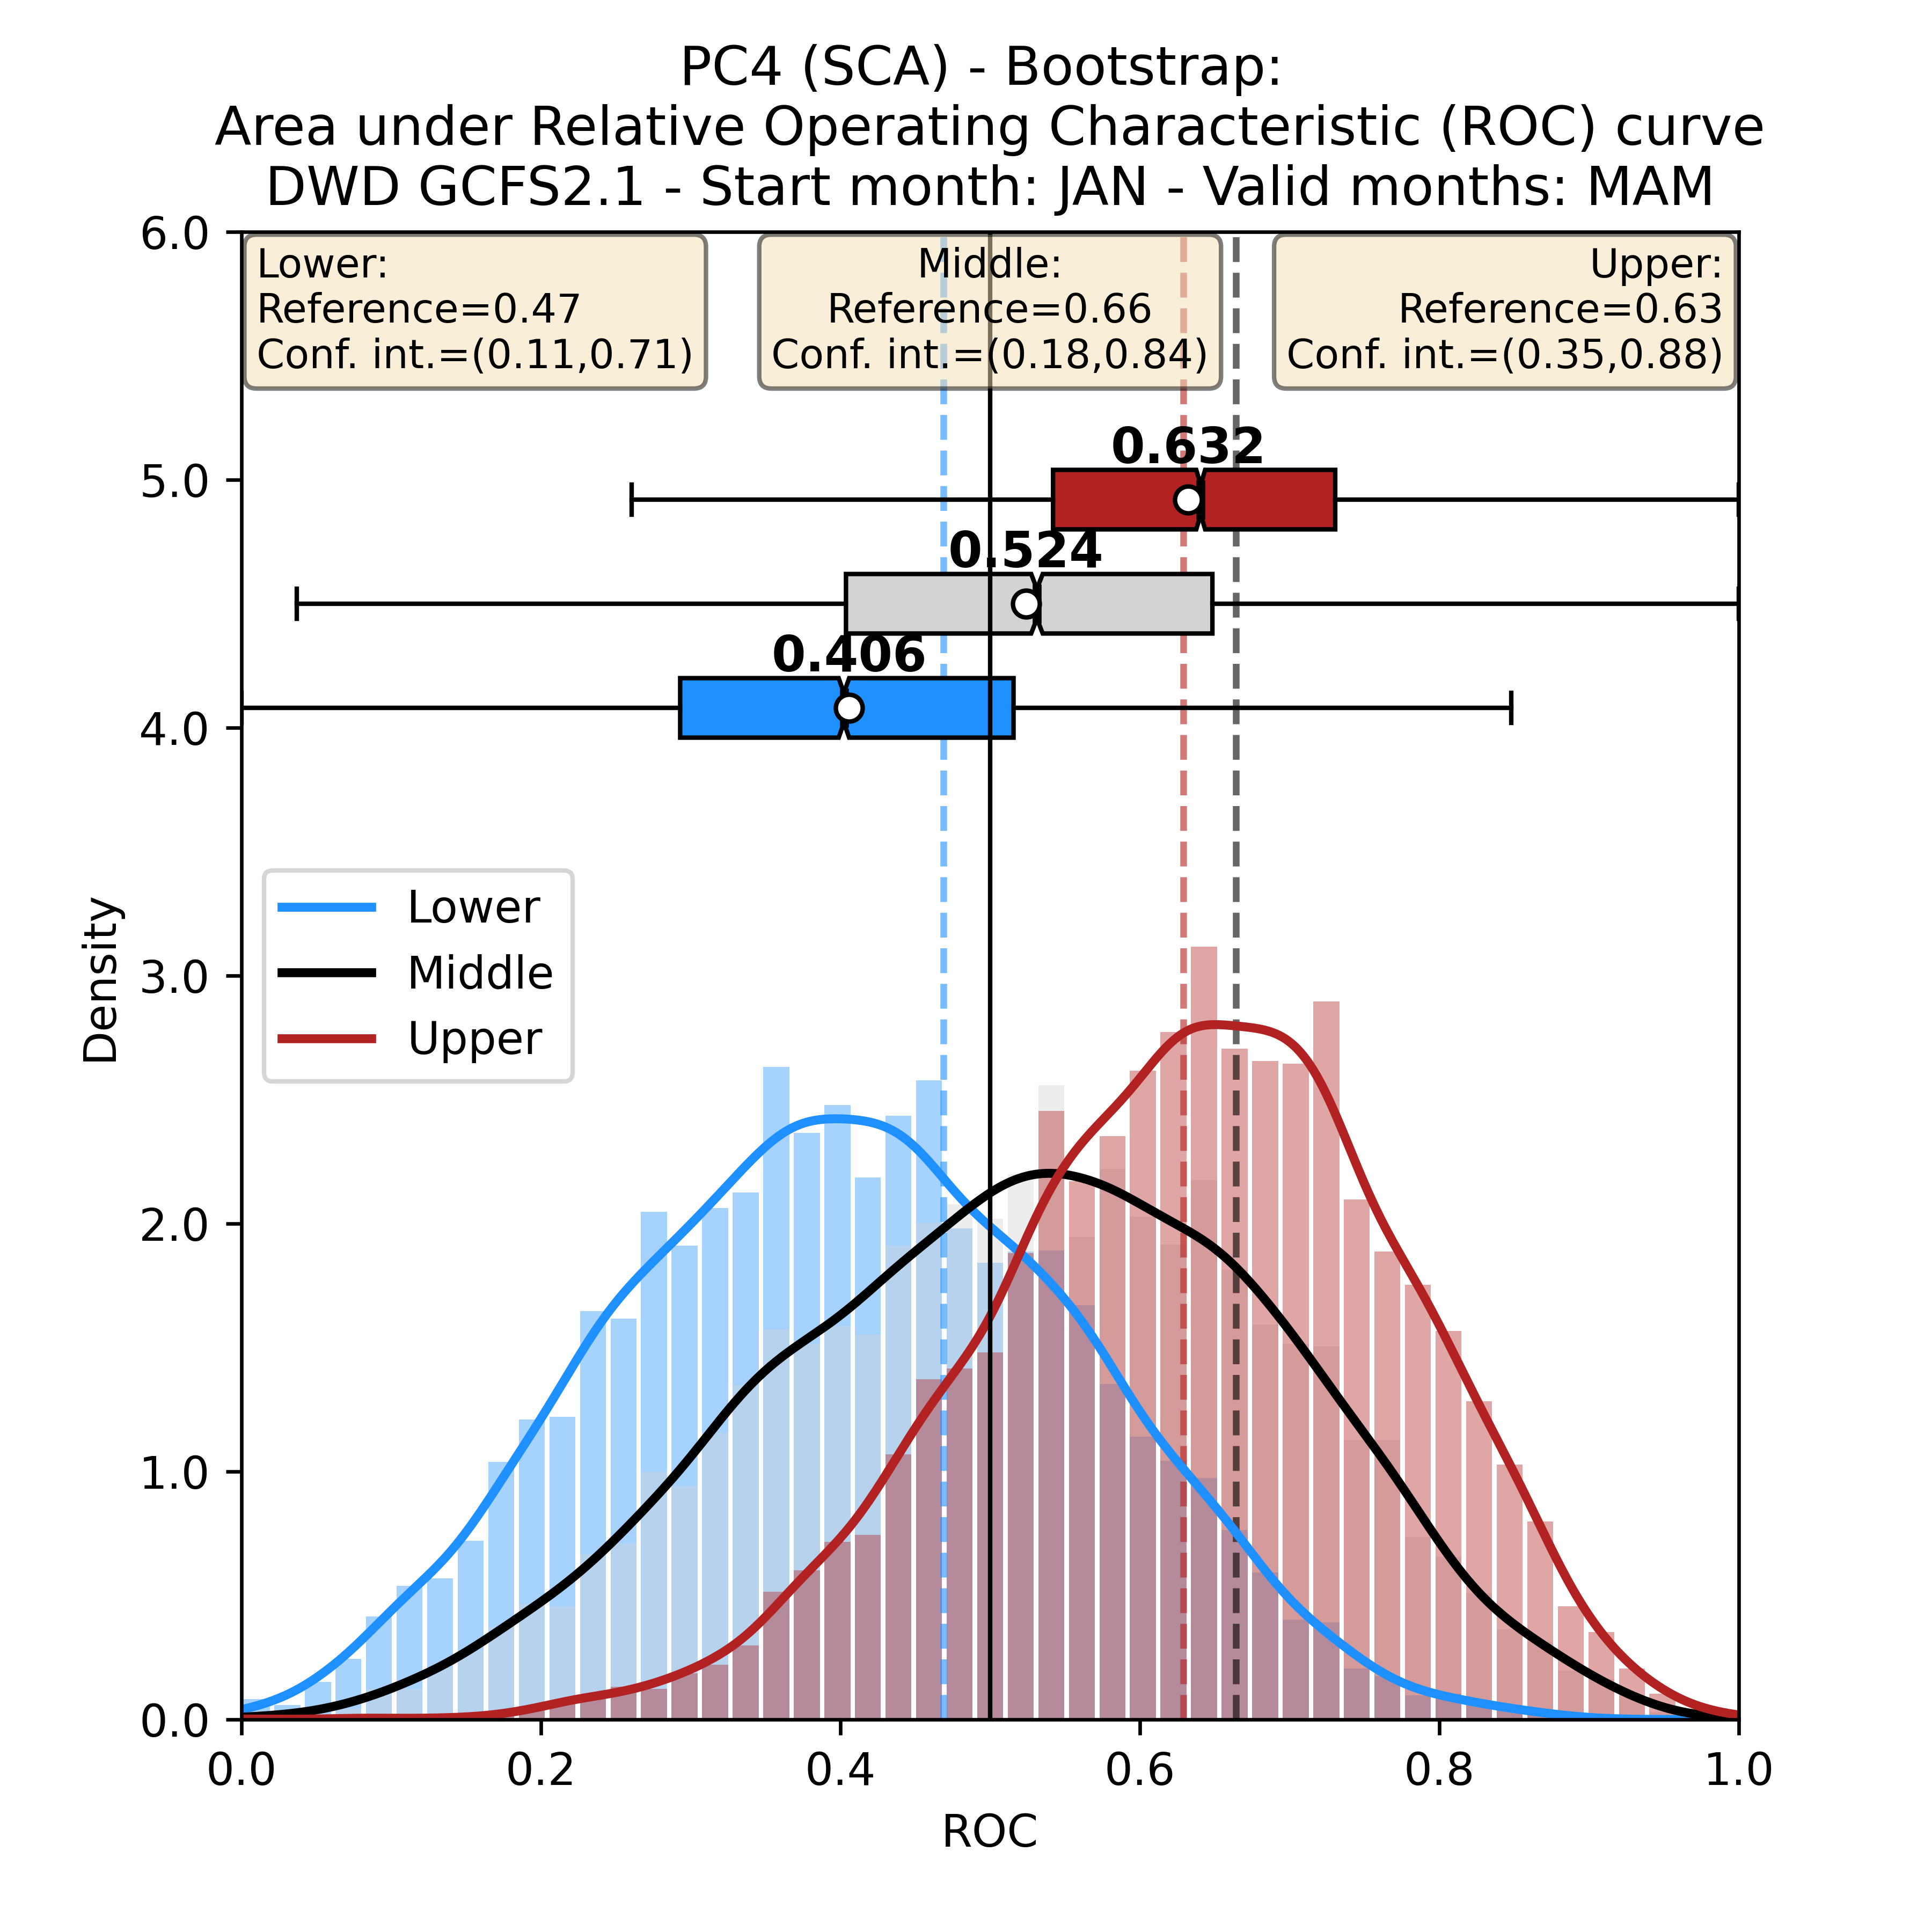 PC4 (SCA) - Bootstrap:
Area under Relative Operating Characteristic (ROC) curve
DWD GCFS2.1 - Start month: JAN - Valid months: MAM
Lower:
Reference=0.47
Conf. int.=(0.11,0.71)
Middle:
Reference=0.66
Conf. int.=(0.18,0.84)
Upper:
Reference=0.63
Conf. int.=(0.35,0.88)
0.632
0.524
0.406
Lower
Middle
Upper
Density
6.0
5.0
4.0
3.0
2.0
1.0
0.0
0.0 0.2 0.4 0.6 0.8 1.0
ROC